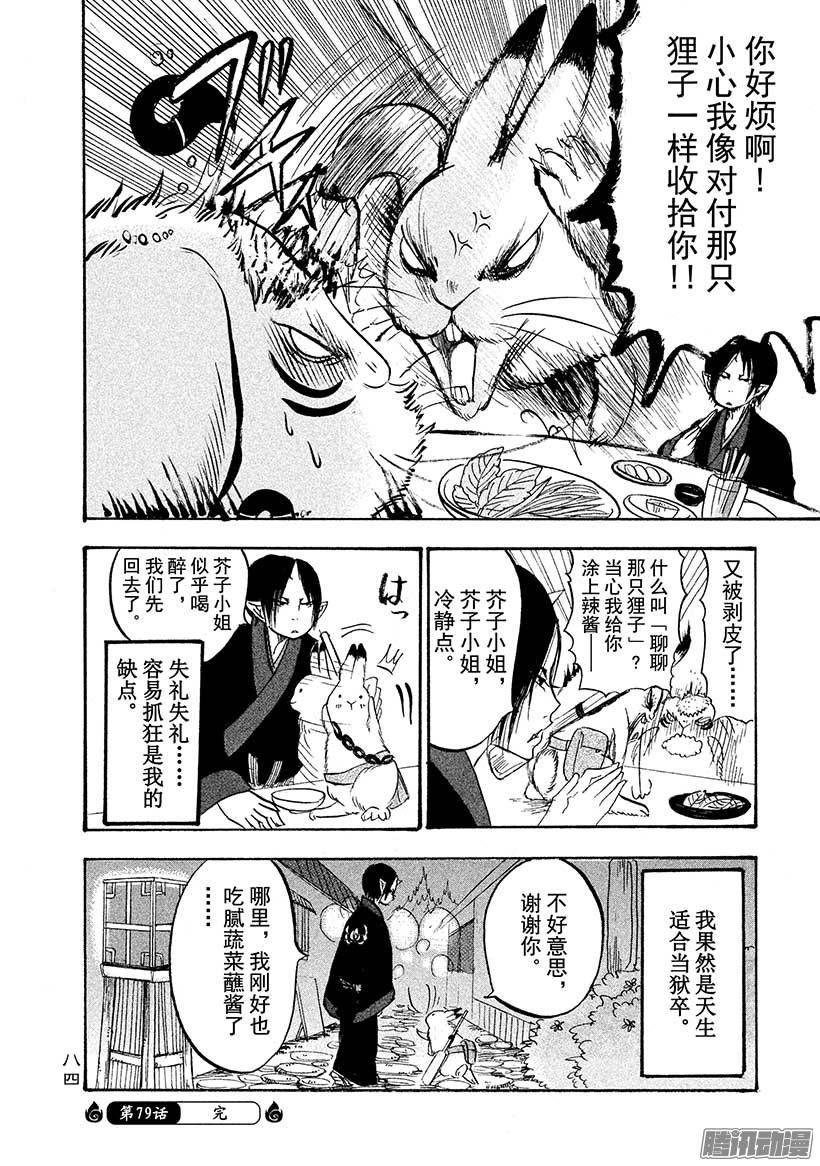 你好烦啊！
小心我像对付那只
狸子一样收拾你！！
又被剥皮了……
什么叫「聊聊
那只狸子」？
当心我给你
涂上辣酱——
芥子小姐，
芥子小姐，
冷静点。
はっ
芥子小姐
似乎喝
醉了，
我们先
回去了。
失礼失礼……
容易抓狂是我的
缺点。
我果然是天生
适合当狱卒。
不好意思，
谢谢你。
哪里，我刚好也
吃腻蔬菜蘸酱了
……
八四
第79话 完
腾讯动漫